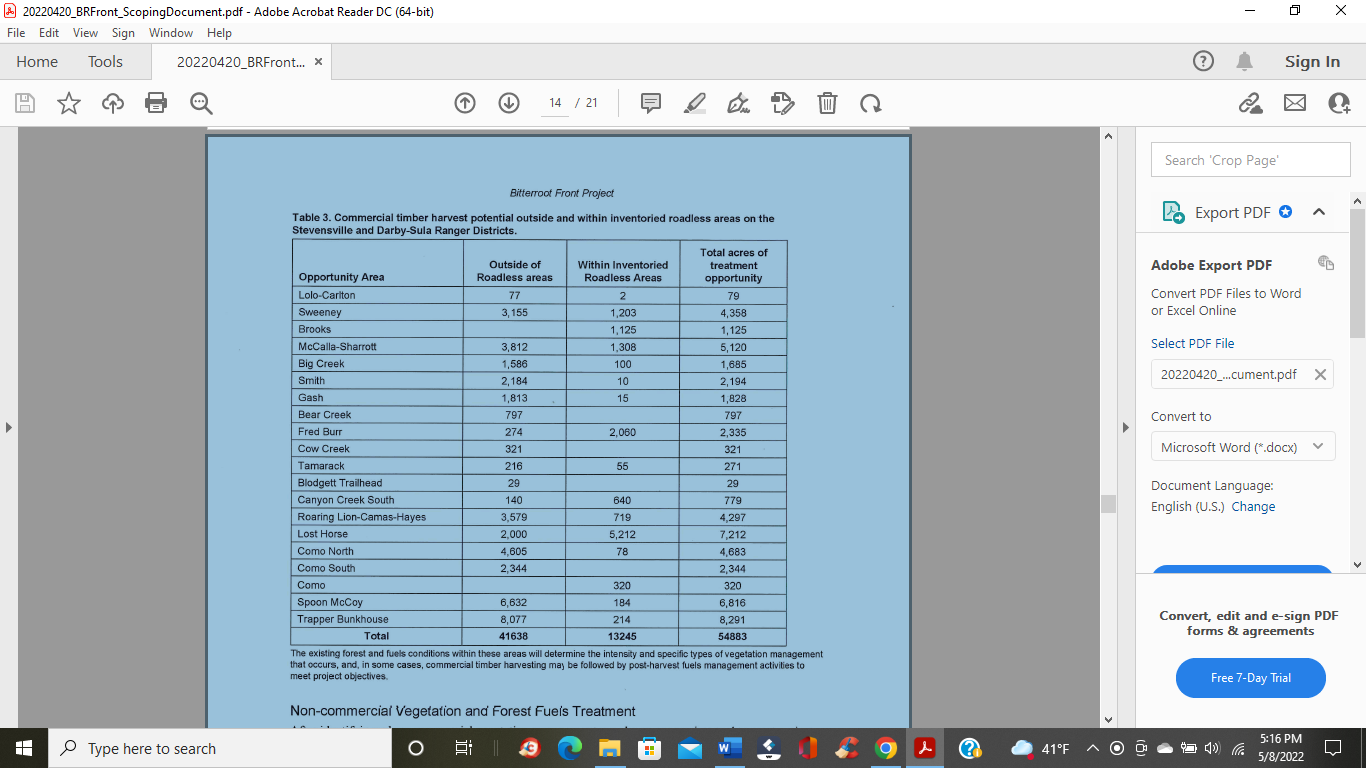 20220420_BRFront_ScopingDocument.pdf - Adobe Acrobat Reader DC (64-bit)
File Edit View Sign Window Help
Home Tools 20220420_BRFront... × Sign In
14 / 21
Search 'Crop Page'
Export PDF
Adobe Export PDF
Convert PDF Files to Word
or Excel Online
Select PDF File
20220420_...cument.pdf
Convert to
Microsoft Word (*.docx)
Document Language:
English (U.S.) Change
Convert, edit and e-sign PDF
forms & agreements
Free 7-Day Trial
Bitterroot Front Project
Table 3. Commercial timber harvest potential outside and within inventoried roadless areas on the
Stevensville and Darby-Sula Ranger Districts.
Opportunity Area Outside of Roadless areas Within Inventoried Roadless Areas Total acres of treatment opportunity
Lolo-Carlton 77 2 79
Sweeney 3,155 1,203 4,358
Brooks 1,125 1,125
McCalla-Sharrott 3,812 1,308 5,120
Big Creek 1,586 100 1,685
Smith 2,184 10 2,194
Gash 1,813 15 1,828
Bear Creek 797 797
Fred Burr 274 2,060 2,335
Cow Creek 321 321
Tamarack 216 55 271
Blodgett Trailhead 29 29
Canyon Creek South 140 640 779
Roaring Lion-Camas-Hayes 3,579 719 4,297
Lost Horse 2,000 5,212 7,212
Como North 4,605 78 4,683
Como South 2,344 2,344
Como 320 320
Spoon McCoy 6,632 184 6,816
Trapper Bunkhouse 8,077 214 8,291
Total 41638 13245 54883
The existing forest and fuels conditions within these areas will determine the intensity and specific types of vegetation management
that occurs, and, in some cases, commercial timber harvesting may be followed by post-harvest fuels management activities to
meet project objectives.
Non-commercial Vegetation and Forest Fuels Treatment
Type here to search
41°F
5:16 PM
5/8/2022